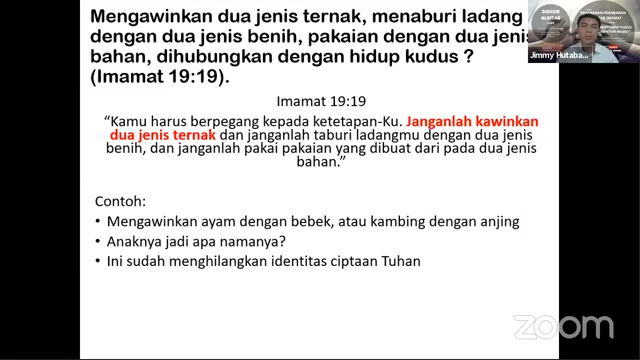 Mengawinkan dua jenis ternak, menaburi ladang
dengan dua jenis benih, pakaian dengan dua jenis
bahan, dihubungkan dengan hidup kudus ?
(Imamat 19:19).
Imamat 19:19
“Kamu harus berpegang kepada ketetapan-Ku. Janganlah kawinkan
dua jenis ternak dan janganlah taburi ladangmu dengan dua jenis
benih, dan janganlah pakai pakaian yang dibuat dari pada dua jenis
bahan.”
Contoh:
• Mengawinkan ayam dengan bebek, atau kambing dengan anjing
• Anaknya jadi apa namanya?
• Ini sudah menghilangkan identitas ciptaan Tuhan
DISKUSI
ALKITAB
Jimmy Hutaba...
zoom